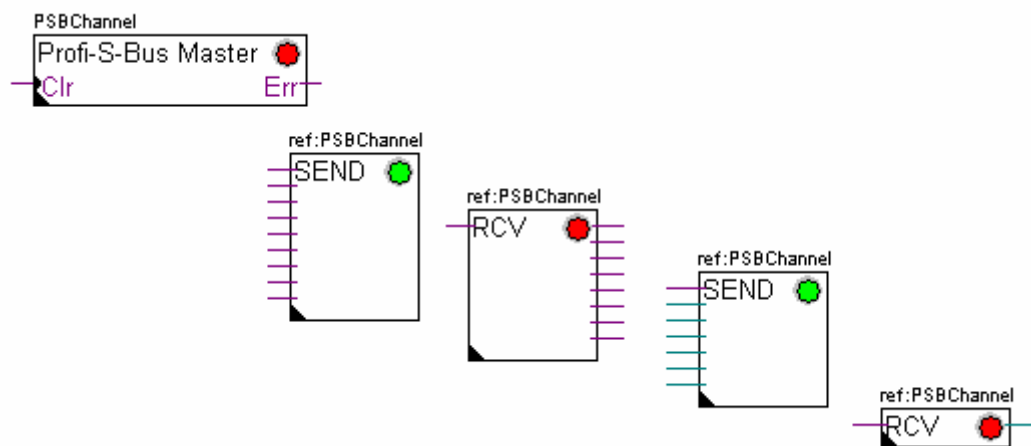 PSBChannel
Profi-S-Bus Master
Clr Err
ref:PSBChannel
SEND
ref:PSBChannel
RCV
ref:PSBChannel
SEND
ref:PSBChannel
RCV